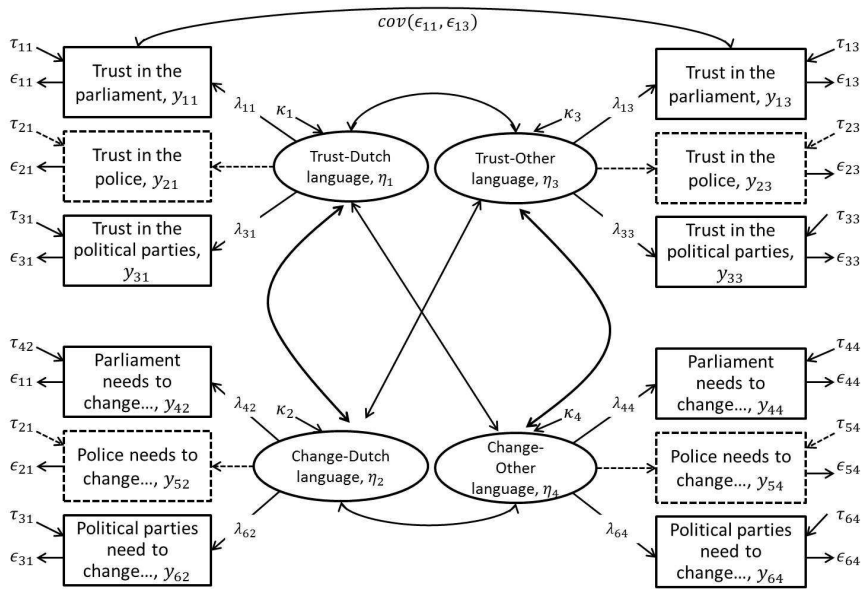 cov(ϵ₁₁, ϵ₁₃)
τ₁₁
ϵ₁₁
Trust in the
parliament, y₁₁
λ₁₁
κ₁
κ₃
λ₁₃
Trust in the
parliament, y₁₃
τ₁₃
ϵ₁₃
τ₂₁
ϵ₂₁
Trust in the
police, y₂₁
Trust-Dutch
language, η₁
Trust-Other
language, η₃
Trust in the
police, y₂₃
τ₂₃
ϵ₂₃
τ₃₁
ϵ₃₁
Trust in the
political parties,
y₃₁
λ₃₁
λ₃₃
Trust in the
political parties,
y₃₃
τ₃₃
ϵ₃₃
τ₄₂
ϵ₁₁
Parliament
needs to
change..., y₄₂
λ₄₂
κ₂
κ₄
λ₄₄
Parliament
needs to
change..., y₄₄
τ₄₄
ϵ₄₄
τ₂₁
ϵ₂₁
Police needs to
change..., y₅₂
Change-Dutch
language, η₂
Change-
Other
language, η₄
Police needs to
change..., y₅₄
τ₅₄
ϵ₅₄
τ₃₁
ϵ₃₁
Political parties
need to
change..., y₆₂
λ₆₂
λ₆₄
Political parties
need to
change..., y₆₄
τ₆₄
ϵ₆₄